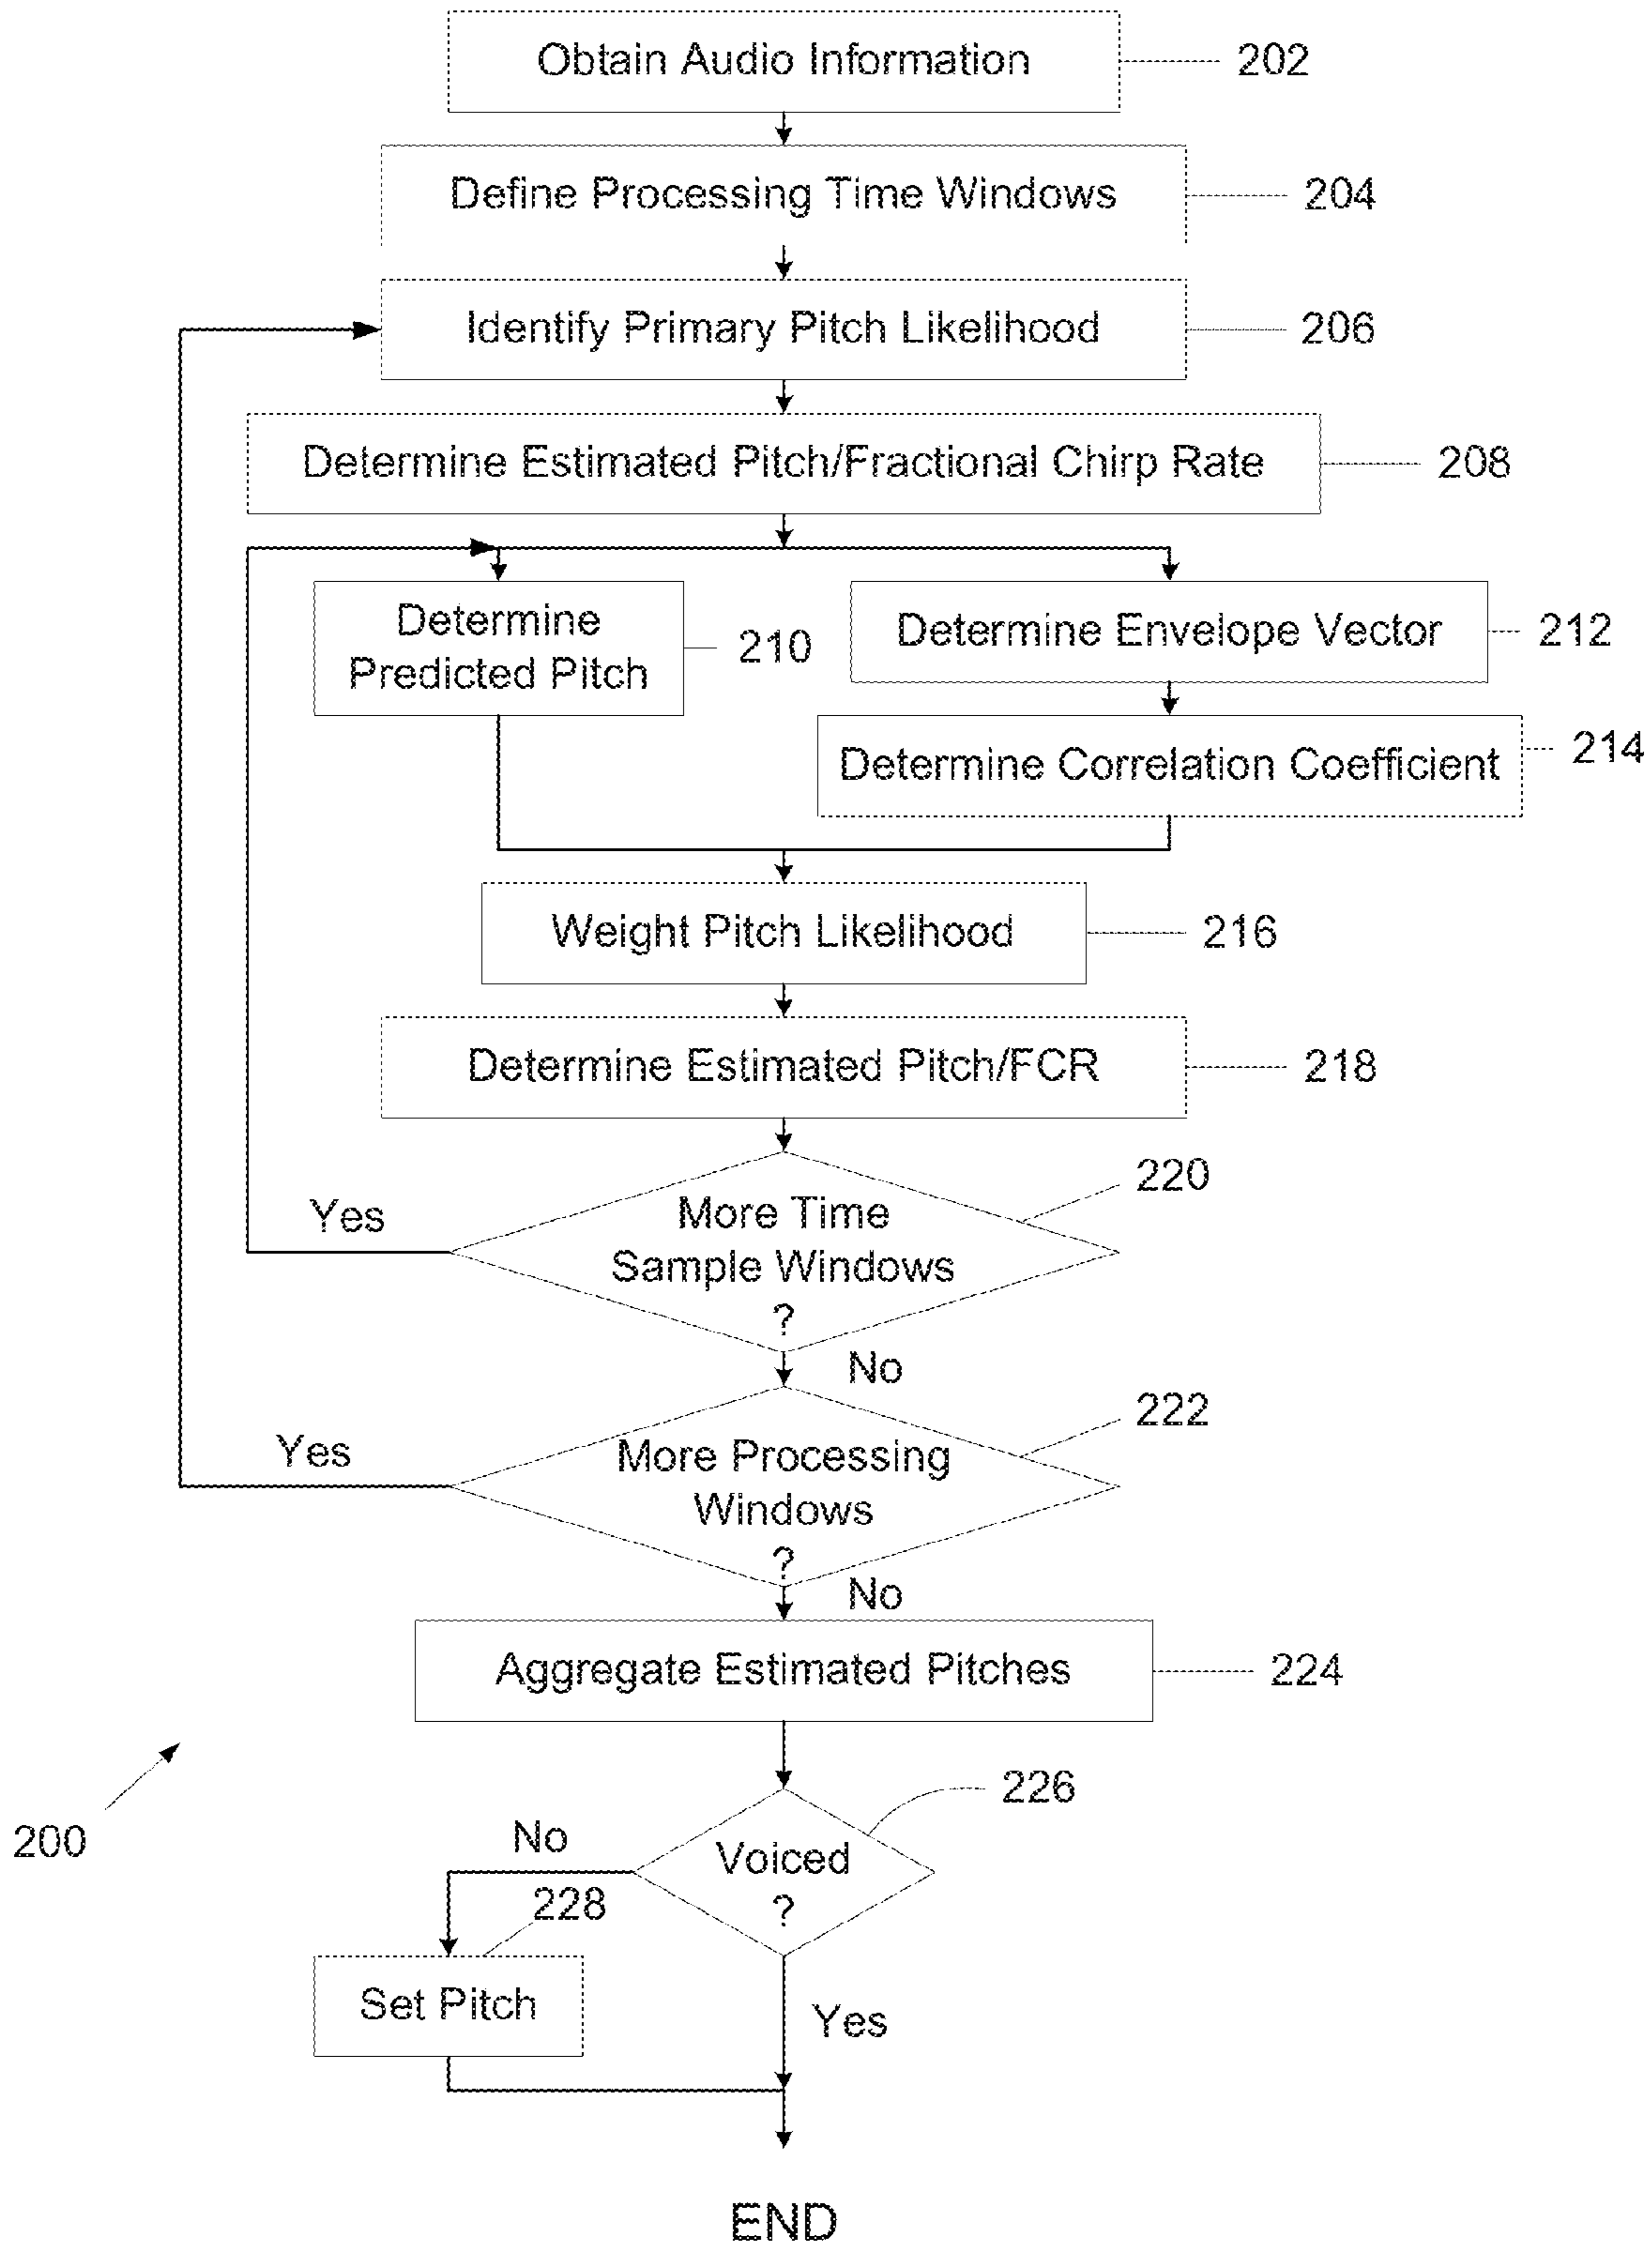 Obtain Audio Information
202
Define Processing Time Windows
204
Identify Primary Pitch Likelihood
206
Determine Estimated Pitch/Fractional Chirp Rate
208
Determine
Predicted Pitch
210
Determine Envelope Vector
212
Determine Correlation Coefficient
214
Weight Pitch Likelihood
216
Determine Estimated Pitch/FCR
218
More Time
Sample Windows
?
220
Yes
No
More Processing
Windows
?
222
Yes
No
Aggregate Estimated Pitches
224
200
Voiced
?
226
No
228
Set Pitch
Yes
END